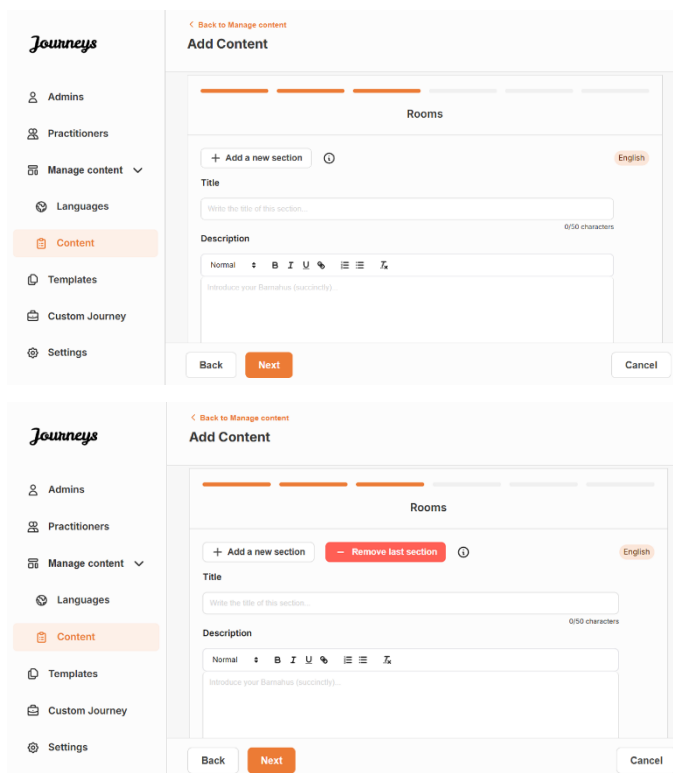 Journeys
Admins
Practitioners
Manage content
Languages
Content
Templates
Custom Journey
Settings
Back to Manage content
Add Content
Rooms
+ Add a new section
English
Title
Write the title of this section...
0/50 characters
Description
Normal B I U
Introduce your Barnahus (succinctly)...
Back Next Cancel
Journeys
Admins
Practitioners
Manage content
Languages
Content
Templates
Custom Journey
Settings
Back to Manage content
Add Content
Rooms
+ Add a new section − Remove last section
English
Title
Write the title of this section...
0/50 characters
Description
Normal B I U
Introduce your Barnahus (succinctly)...
Back Next Cancel